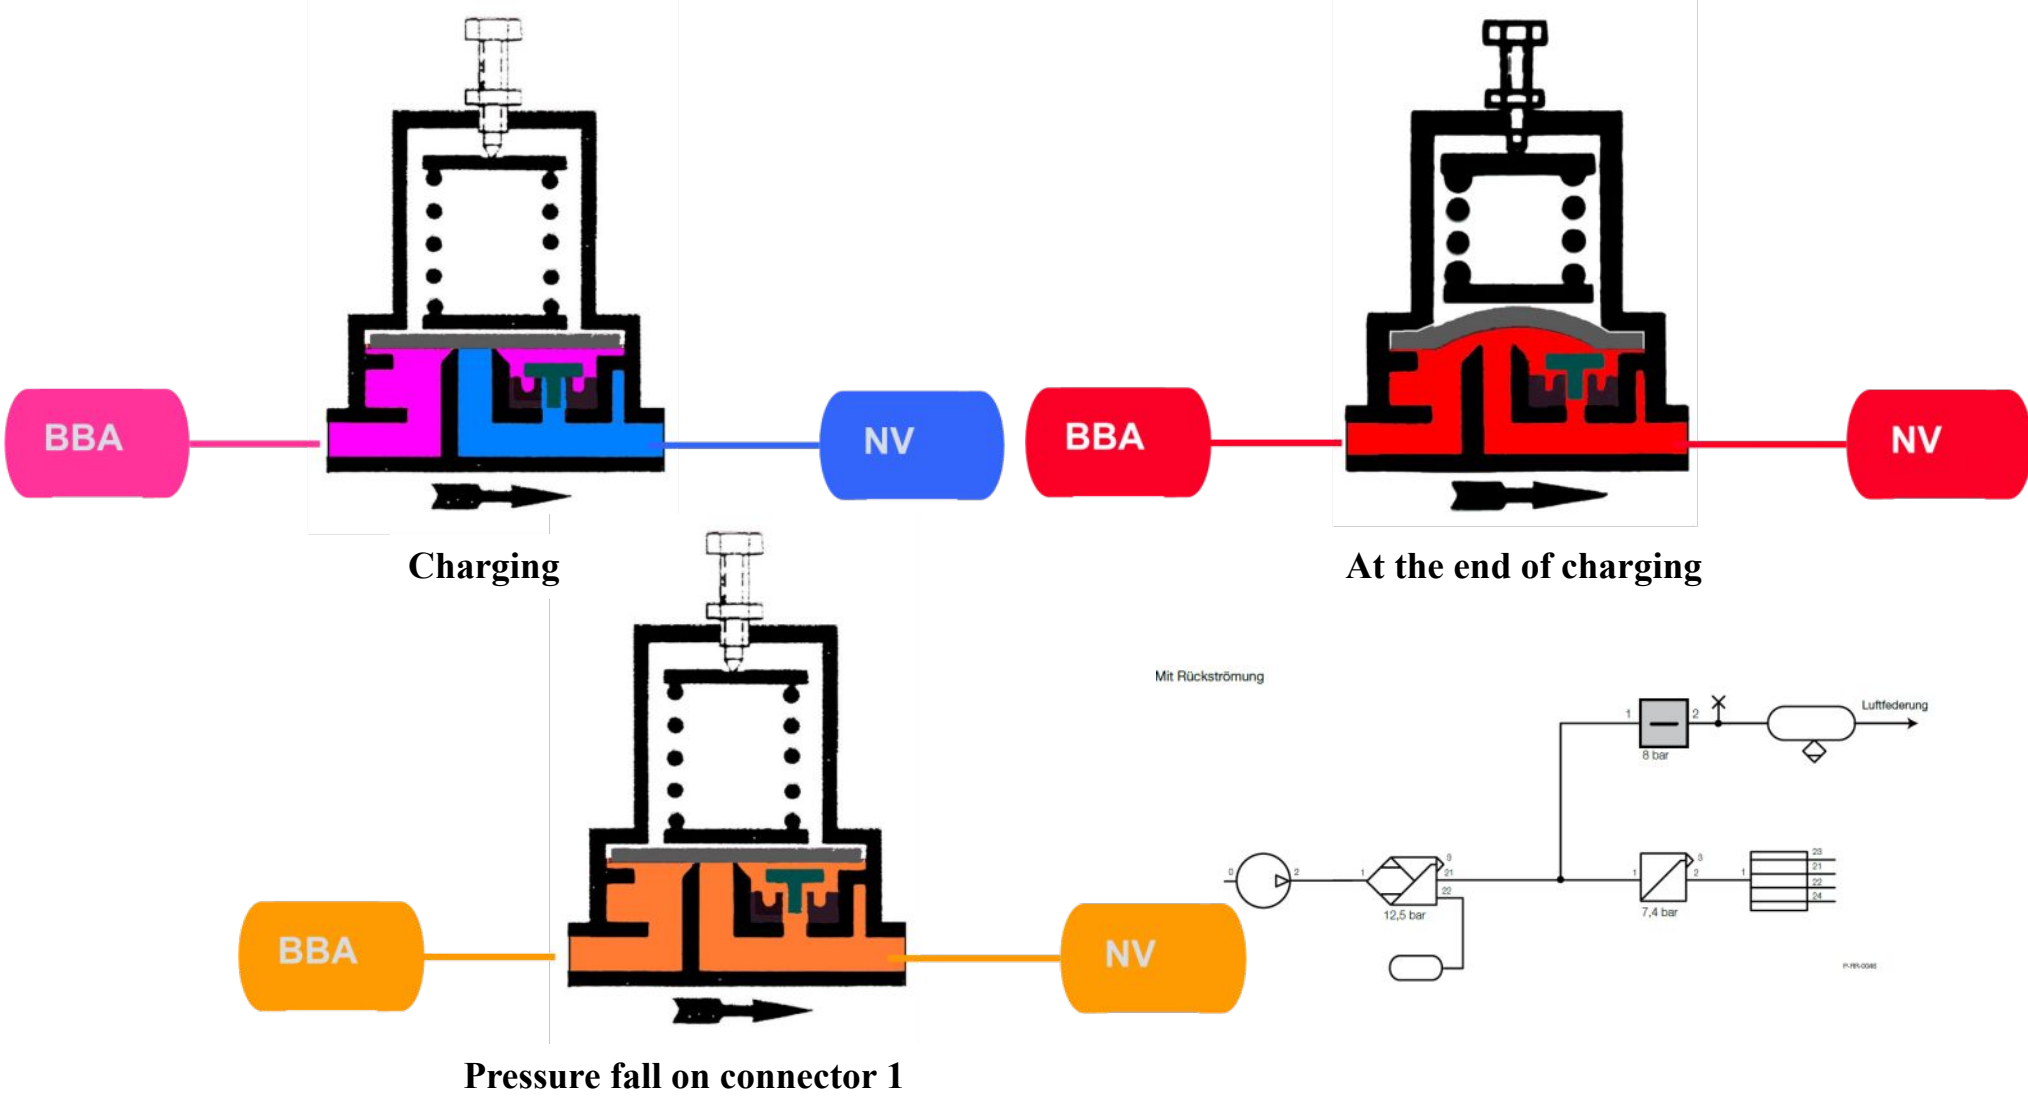 BBA
NV
BBA
NV
Charging
At the end of charging
BBA
NV
Pressure fall on connector 1
Mit Rückströmung
1
2
Luftfederung
8 bar
0
2
1
3
21
22
12,5 bar
1
3
2
7,4 bar
1
23
21
22
24